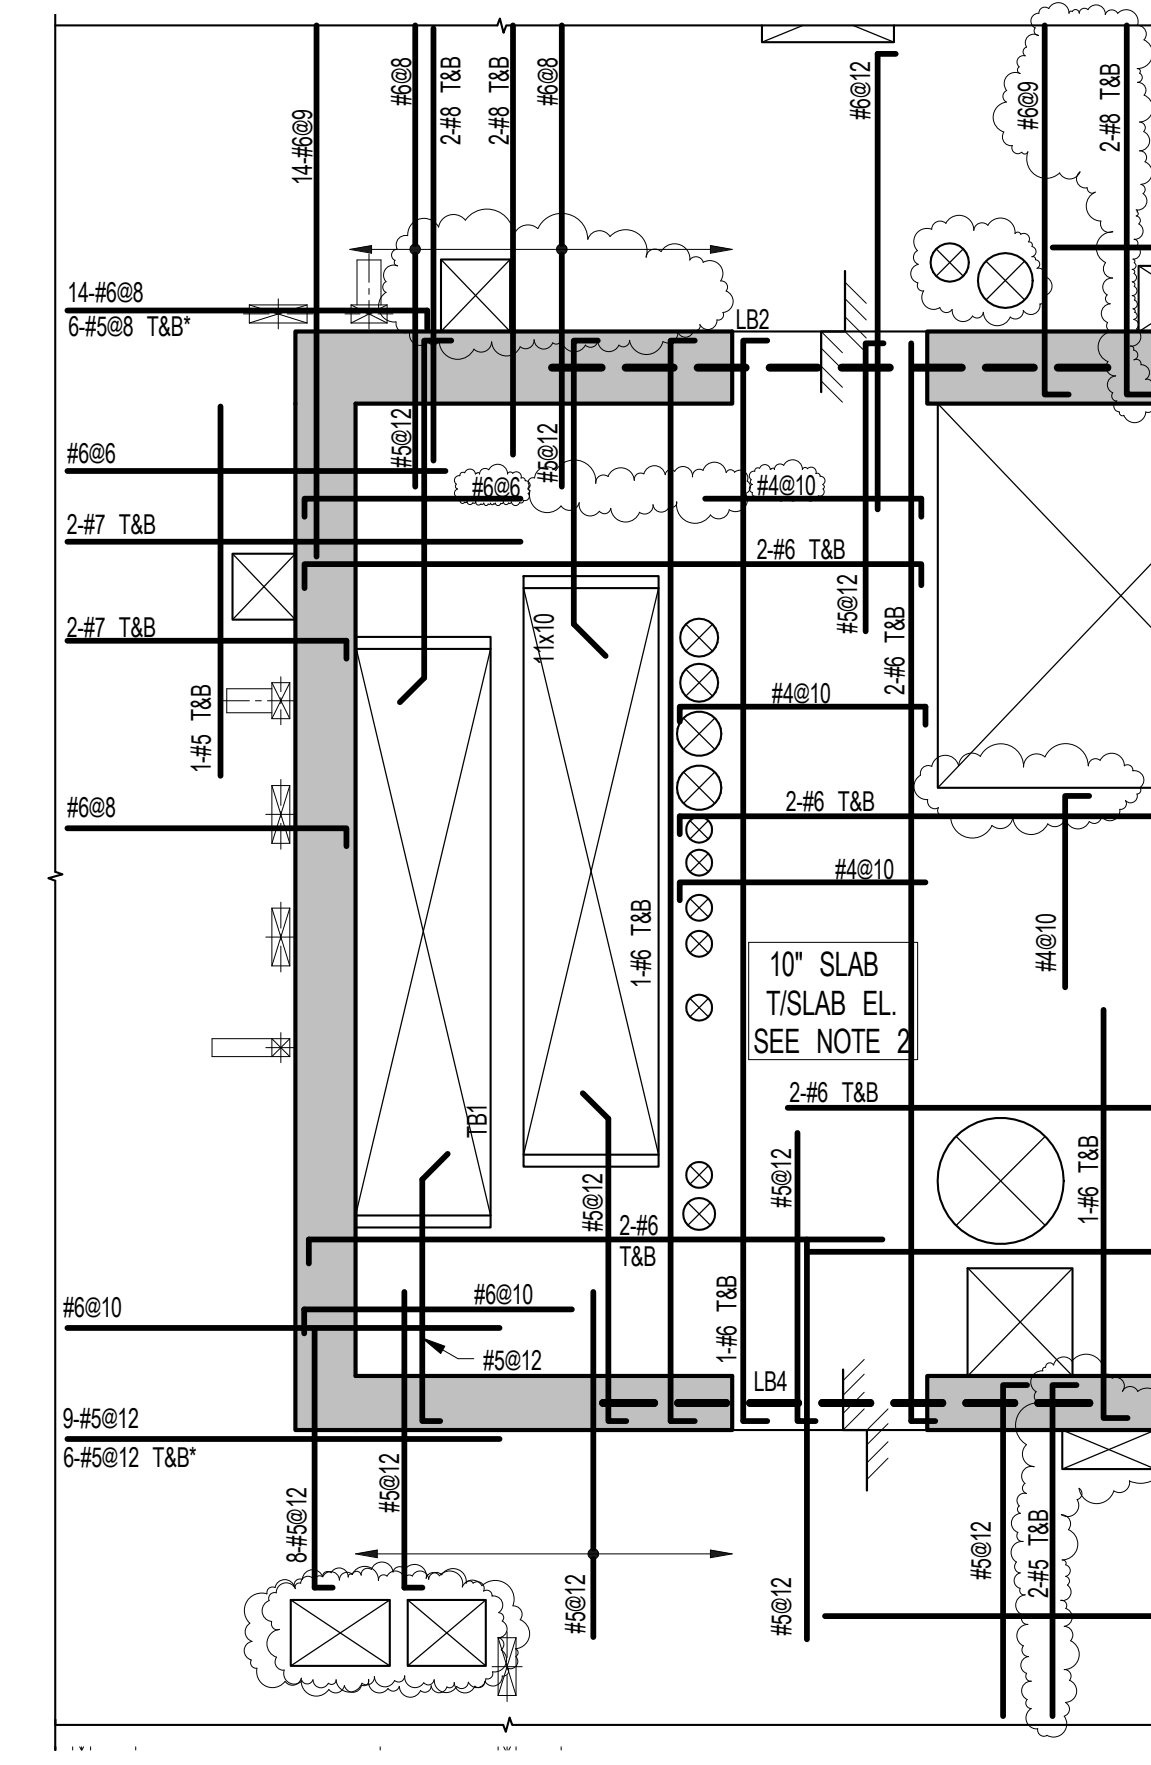 #6@8
2-#8 T&B
2-#8 T&B
#6@8
#6@12
#6@9
2-#8 T&B
14-#6@9
14-#6@8
6-#5@8 T&B*
LB2
#5@12
#5@12
#6@6
#6@6
#4@10
2-#7 T&B
2-#6 T&B
#5@12
2-#7 T&B
11x10
2-#6 T&B
1-#5 T&B
#4@10
#6@8
2-#6 T&B
#4@10
1-#6 T&B
#4@10
10" SLAB
T/SLAB EL.
SEE NOTE 2
2-#6 T&B
TB1
#5@12
#5@12
1-#6 T&B
2-#6
T&B
#6@10
#6@10
1-#6 T&B
#5@12
LB4
9-#5@12
6-#5@12 T&B*
8-#5@12
#5@12
#5@12
#5@12
#5@12
2-#5 T&B